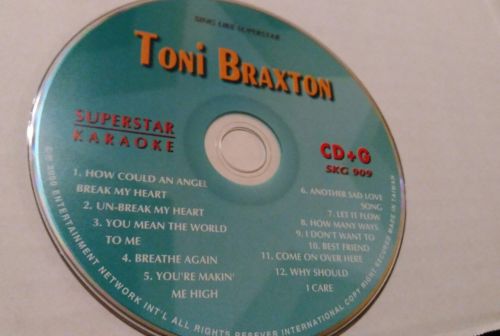 SING LIKE SUPERSTAR
TONI BRAXTON
SUPERSTAR
KARAOKE
CD+G
SKG 909
1. HOW COULD AN ANGEL
BREAK MY HEART
2. UN-BREAK MY HEART
3. YOU MEAN THE WORLD
TO ME
4. BREATHE AGAIN
5. YOU'RE MAKIN'
ME HIGH
6. ANOTHER SAD LOVE
SONG
7. LET IT FLOW
8. HOW MANY WAYS
9. I DON'T WANT TO
10. BEST FRIEND
11. COME ON OVER HERE
12. WHY SHOULD
I CARE
© 2000 ENTERTAINMENT NETWORK INT'L ALL RIGHTS RESEVER INTERNATIONAL COPY RIGHT SECURED MADE IN TAIWAN